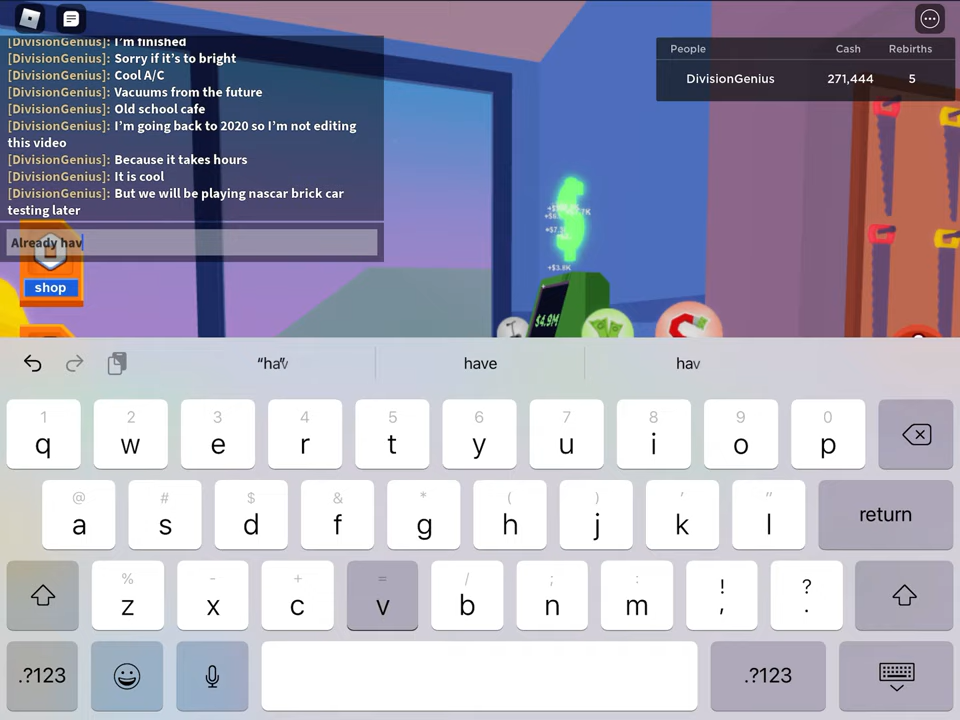 [DivisionGenius]: I'm finished
[DivisionGenius]: Sorry if it's to bright
[DivisionGenius]: Cool A/C
[DivisionGenius]: Vacuums from the future
[DivisionGenius]: Old school cafe
[DivisionGenius]: I'm going back to 2020 so I'm not editing
this video
[DivisionGenius]: Because it takes hours
[DivisionGenius]: It is cool
[DivisionGenius]: But we will be playing nascar brick car
testing later
Already hav
shop
People Cash Rebirths
DivisionGenius 271,444 5
+$3.8K
$4.9M
“hav” have hav
1 2 3 4 5 6 7 8 9 0
q w e r t y u i o p
@ # $ & * ( ) ' "
a s d f g h j k l return
% - + = / ; : ! ?
z x c v b n m , .
.?123 .?123